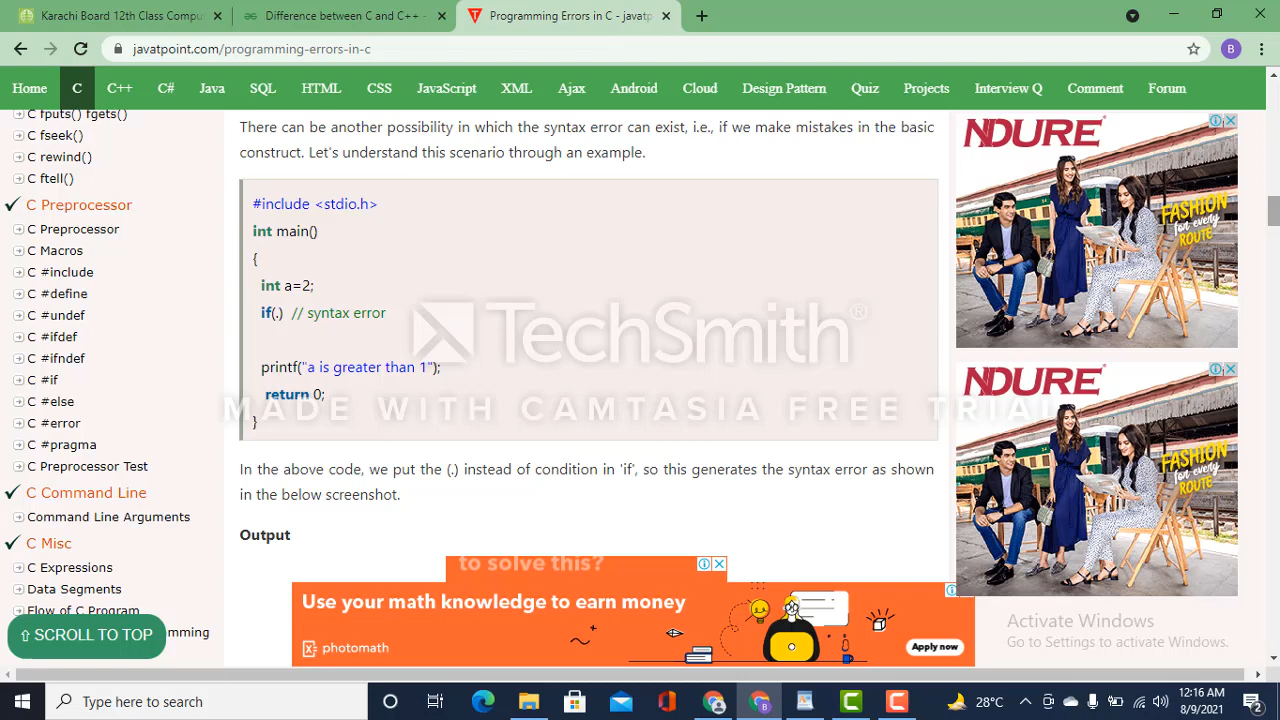 Karachi Board 12th Class Compu
Difference between C and C++ -
Programming Errors in C - javatp
B
javatpoint.com/programming-errors-in-c
Home C C++ C# Java SQL HTML CSS JavaScript XML Ajax Android Cloud Design Pattern Quiz Projects Interview Q Comment Forum
C fputs() fgets()
C fseek()
C rewind()
C ftell()
C Preprocessor
C Preprocessor
C Macros
C #include
C #define
C #undef
C #ifdef
C #ifndef
C #if
C #else
C #error
C #pragma
C Preprocessor Test
C Command Line
Command Line Arguments
C Misc
C Expressions
Data Segments
Flow of C Program
mming
⇧ SCROLL TO TOP
There can be another possibility in which the syntax error can exist, i.e., if we make mistakes in the basic
construct. Let's understand this scenario through an example.
#include <stdio.h>
int main()
{
int a=2;
if(.) // syntax error
printf("a is greater than 1");
return 0;
}
In the above code, we put the (.) instead of condition in 'if', so this generates the syntax error as shown
in the below screenshot.
Output
TechSmith®
MADE WITH CAMTASIA FREE TRIAL
to solve this?
Use your math knowledge to earn money
photomath
Apply now
NDURE
FASHION
for every
ROUTE
NDURE
FASHION
for every
ROUTE
Activate Windows
Go to Settings to activate Windows.
Type here to search
28°C
12:16 AM
8/9/2021
2